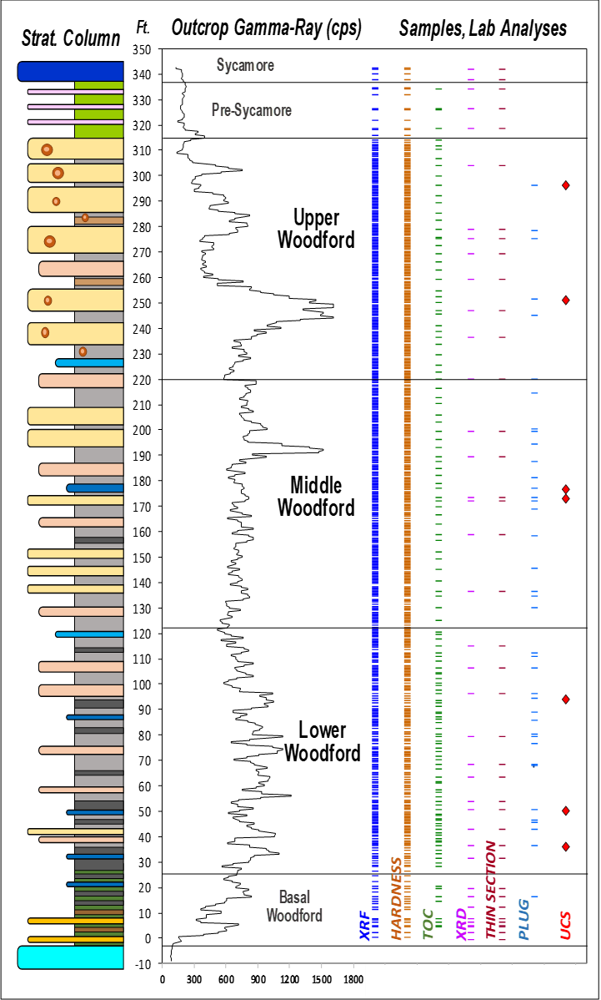 Strat. Column
Ft.
Outcrop Gamma-Ray (cps)
Samples, Lab Analyses
350
340
330
320
310
300
290
280
270
260
250
240
230
220
210
200
190
180
170
160
150
140
130
120
110
100
90
80
70
60
50
40
30
20
10
0
-10
Sycamore
Pre-Sycamore
Upper
Woodford
Middle
Woodford
Lower
Woodford
Basal
Woodford
XRF
HARDNESS
TOC
XRD
THIN SECTION
PLUG
UCS
0 300 600 900 1200 1500 1800